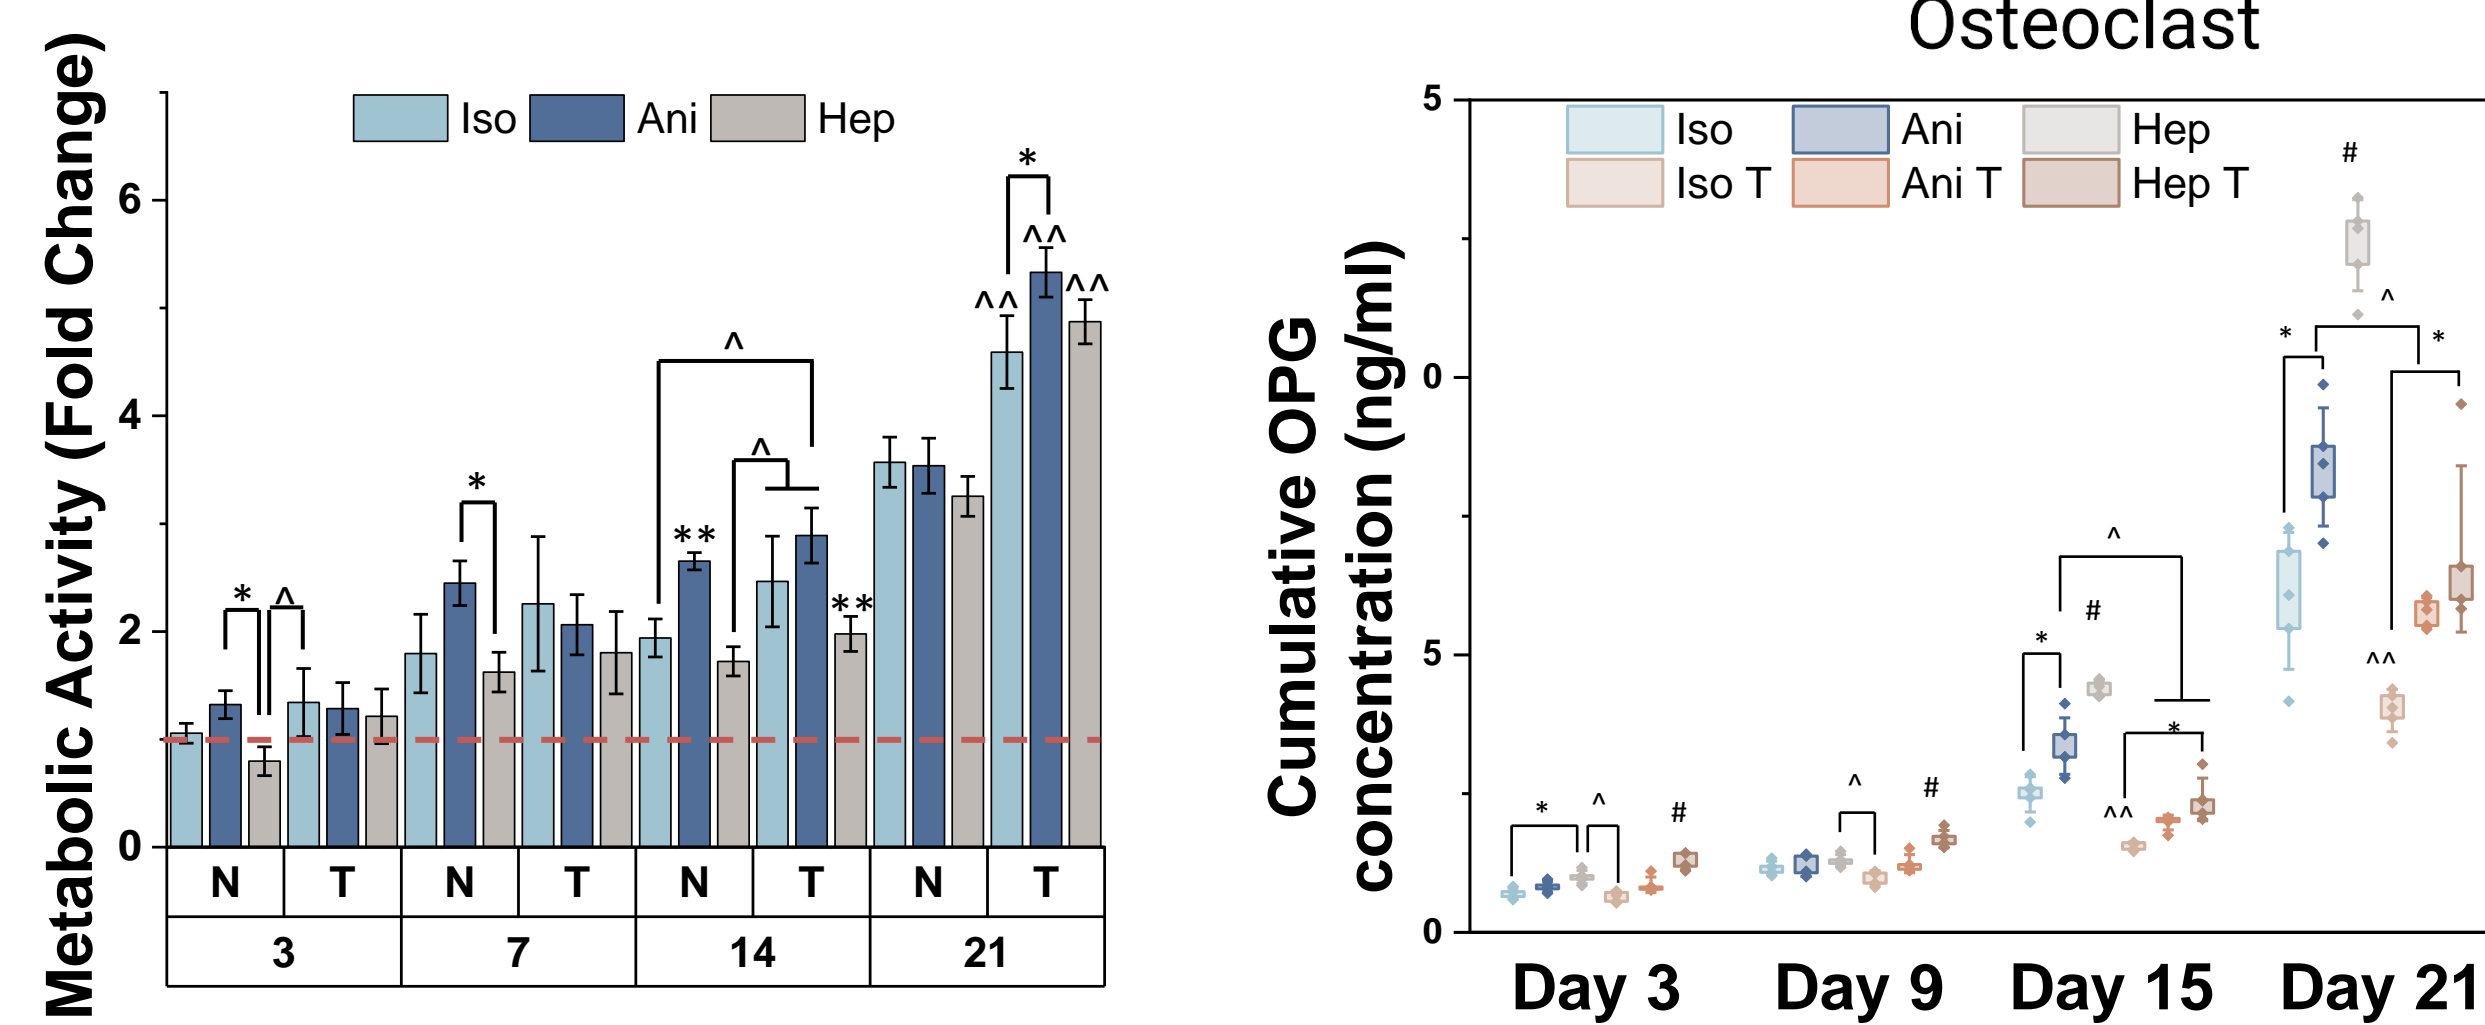 Metabolic Activity (Fold Change)
Iso Ani Hep
6
4
2
0
* ^ * ^ ^ ** ** * ^^ ^^ ^^
N T N T N T N T
3 7 14 21
Osteoclast
Cumulative OPG
concentration (ng/ml)
Iso Ani Hep
Iso T Ani T Hep T
5
0
5
0
* ^ # ^ # * # ^ ^^ * * # ^ * ^^
Day 3 Day 9 Day 15 Day 21